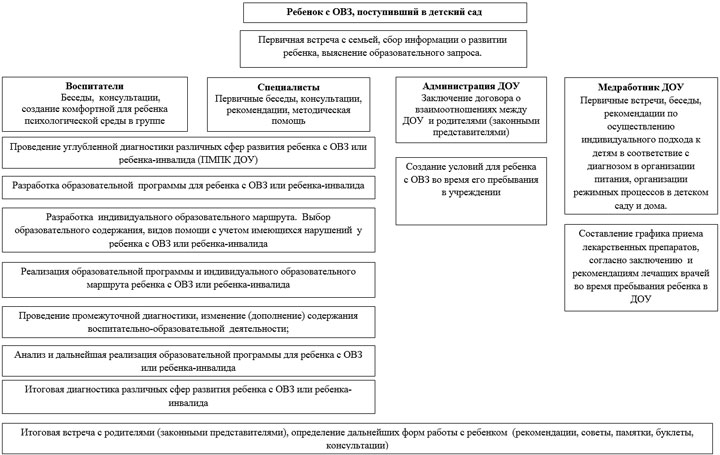 Ребенок с ОВЗ, поступивший в детский сад
Первичная встреча с семьей, сбор информации о развитии
ребенка, выяснение образовательного запроса.
Воспитатели
Беседы, консультации,
создание комфортной для ребенка
психологической среды в группе
Специалисты
Первичные беседы, консультации,
рекомендации, методическая
помощь
Администрация ДОУ
Заключение договора о
взаимоотношениях между
ДОУ и родителями (законными
представителями)
Медработник ДОУ
Первичные встречи, беседы,
рекомендации по
осуществлению
индивидуального подхода к
детям в соответствие с
диагнозом в организации
питания, организации
режимных процессов в детском
саду и дома.
Проведение углубленной диагностики различных сфер развития ребенка с ОВЗ или
ребенка-инвалида (ПМПК ДОУ)
Создание условий для ребенка
с ОВЗ во время его пребывания
в учреждении
Разработка образовательной программы для ребенка с ОВЗ или ребенка-инвалида
Разработка индивидуального образовательного маршрута. Выбор
образовательного содержания, видов помощи с учетом имеющихся нарушений у
ребенка с ОВЗ или ребенка-инвалида
Составление графика приема
лекарственных препаратов,
согласно заключению и
рекомендациям лечащих врачей
во время пребывания ребенка в
ДОУ
Реализация образовательной программы и индивидуального образовательного
маршрута ребенка с ОВЗ или ребенка-инвалида
Проведение промежуточной диагностики, изменение (дополнение) содержания
воспитательно-образовательной деятельности;
Анализ и дальнейшая реализация образовательной программы для ребенка с ОВЗ
или ребенка-инвалида
Итоговая диагностика различных сфер развития ребенка с ОВЗ или ребенка-
инвалида
Итоговая встреча с родителями (законными представителями), определение дальнейших форм работы с ребенком (рекомендации, советы, памятки, буклеты,
консультации)